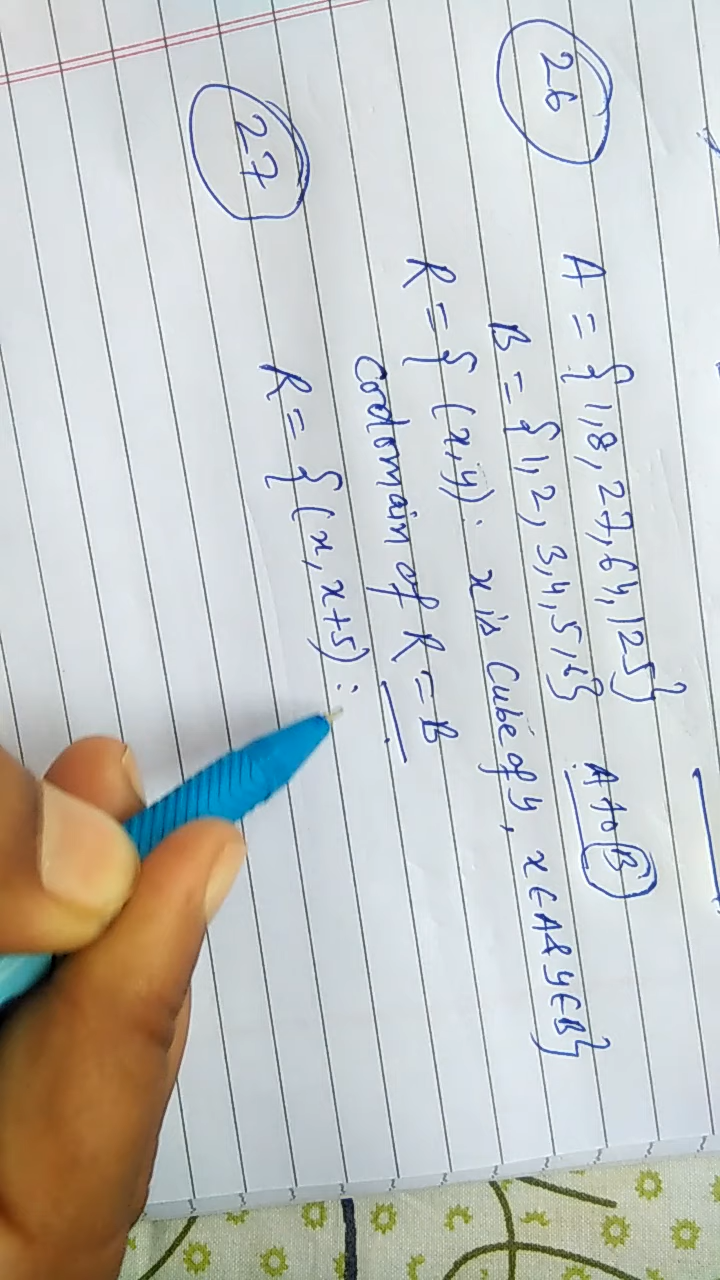 26 A = {1,8,27,64,125} A to B
B = {1,2,3,4,5,6}
R = { (x,y): x is Cube of y, x ∈ A & y ∈ B}
Codomain of R = B
27 R = { (x, x+5):